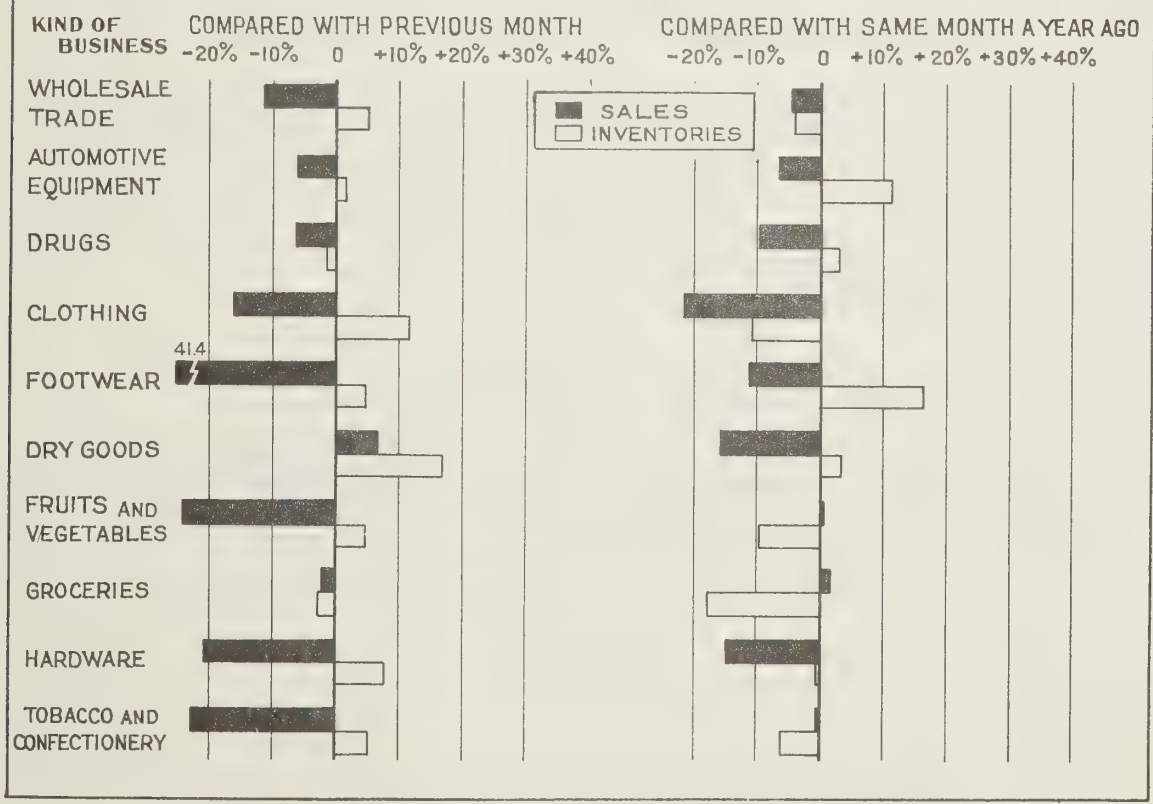 KIND OF BUSINESS
COMPARED WITH PREVIOUS MONTH
-20% -10% 0 +10% +20% +30% +40%
COMPARED WITH SAME MONTH A YEAR AGO
-20% -10% 0 +10% +20% +30% +40%
SALES
INVENTORIES
WHOLESALE
TRADE
AUTOMOTIVE
EQUIPMENT
DRUGS
CLOTHING
41.4
FOOTWEAR
DRY GOODS
FRUITS AND
VEGETABLES
GROCERIES
HARDWARE
TOBACCO AND
CONFECTIONERY